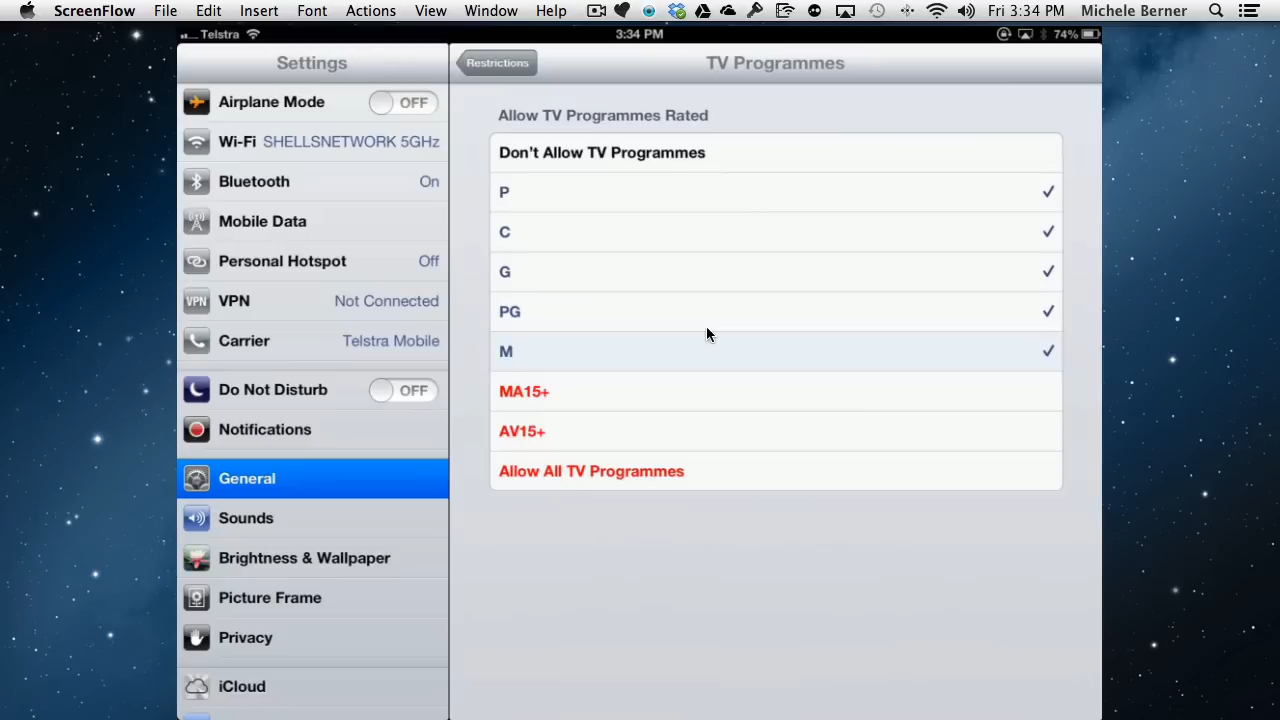 ScreenFlow File Edit Insert Font Actions View Window Help Fri 3:34 PM Michele Berner
Telstra 3:34 PM 74%
Settings
Restrictions TV Programmes
Airplane Mode OFF
Wi-Fi SHELLSNETWORK 5GHz
Bluetooth On
Mobile Data
Personal Hotspot Off
VPN VPN Not Connected
Carrier Telstra Mobile
Do Not Disturb OFF
Notifications
General
Sounds
Brightness & Wallpaper
Picture Frame
Privacy
iCloud
Allow TV Programmes Rated
Don't Allow TV Programmes
P
C
G
PG
M
MA15+
AV15+
Allow All TV Programmes